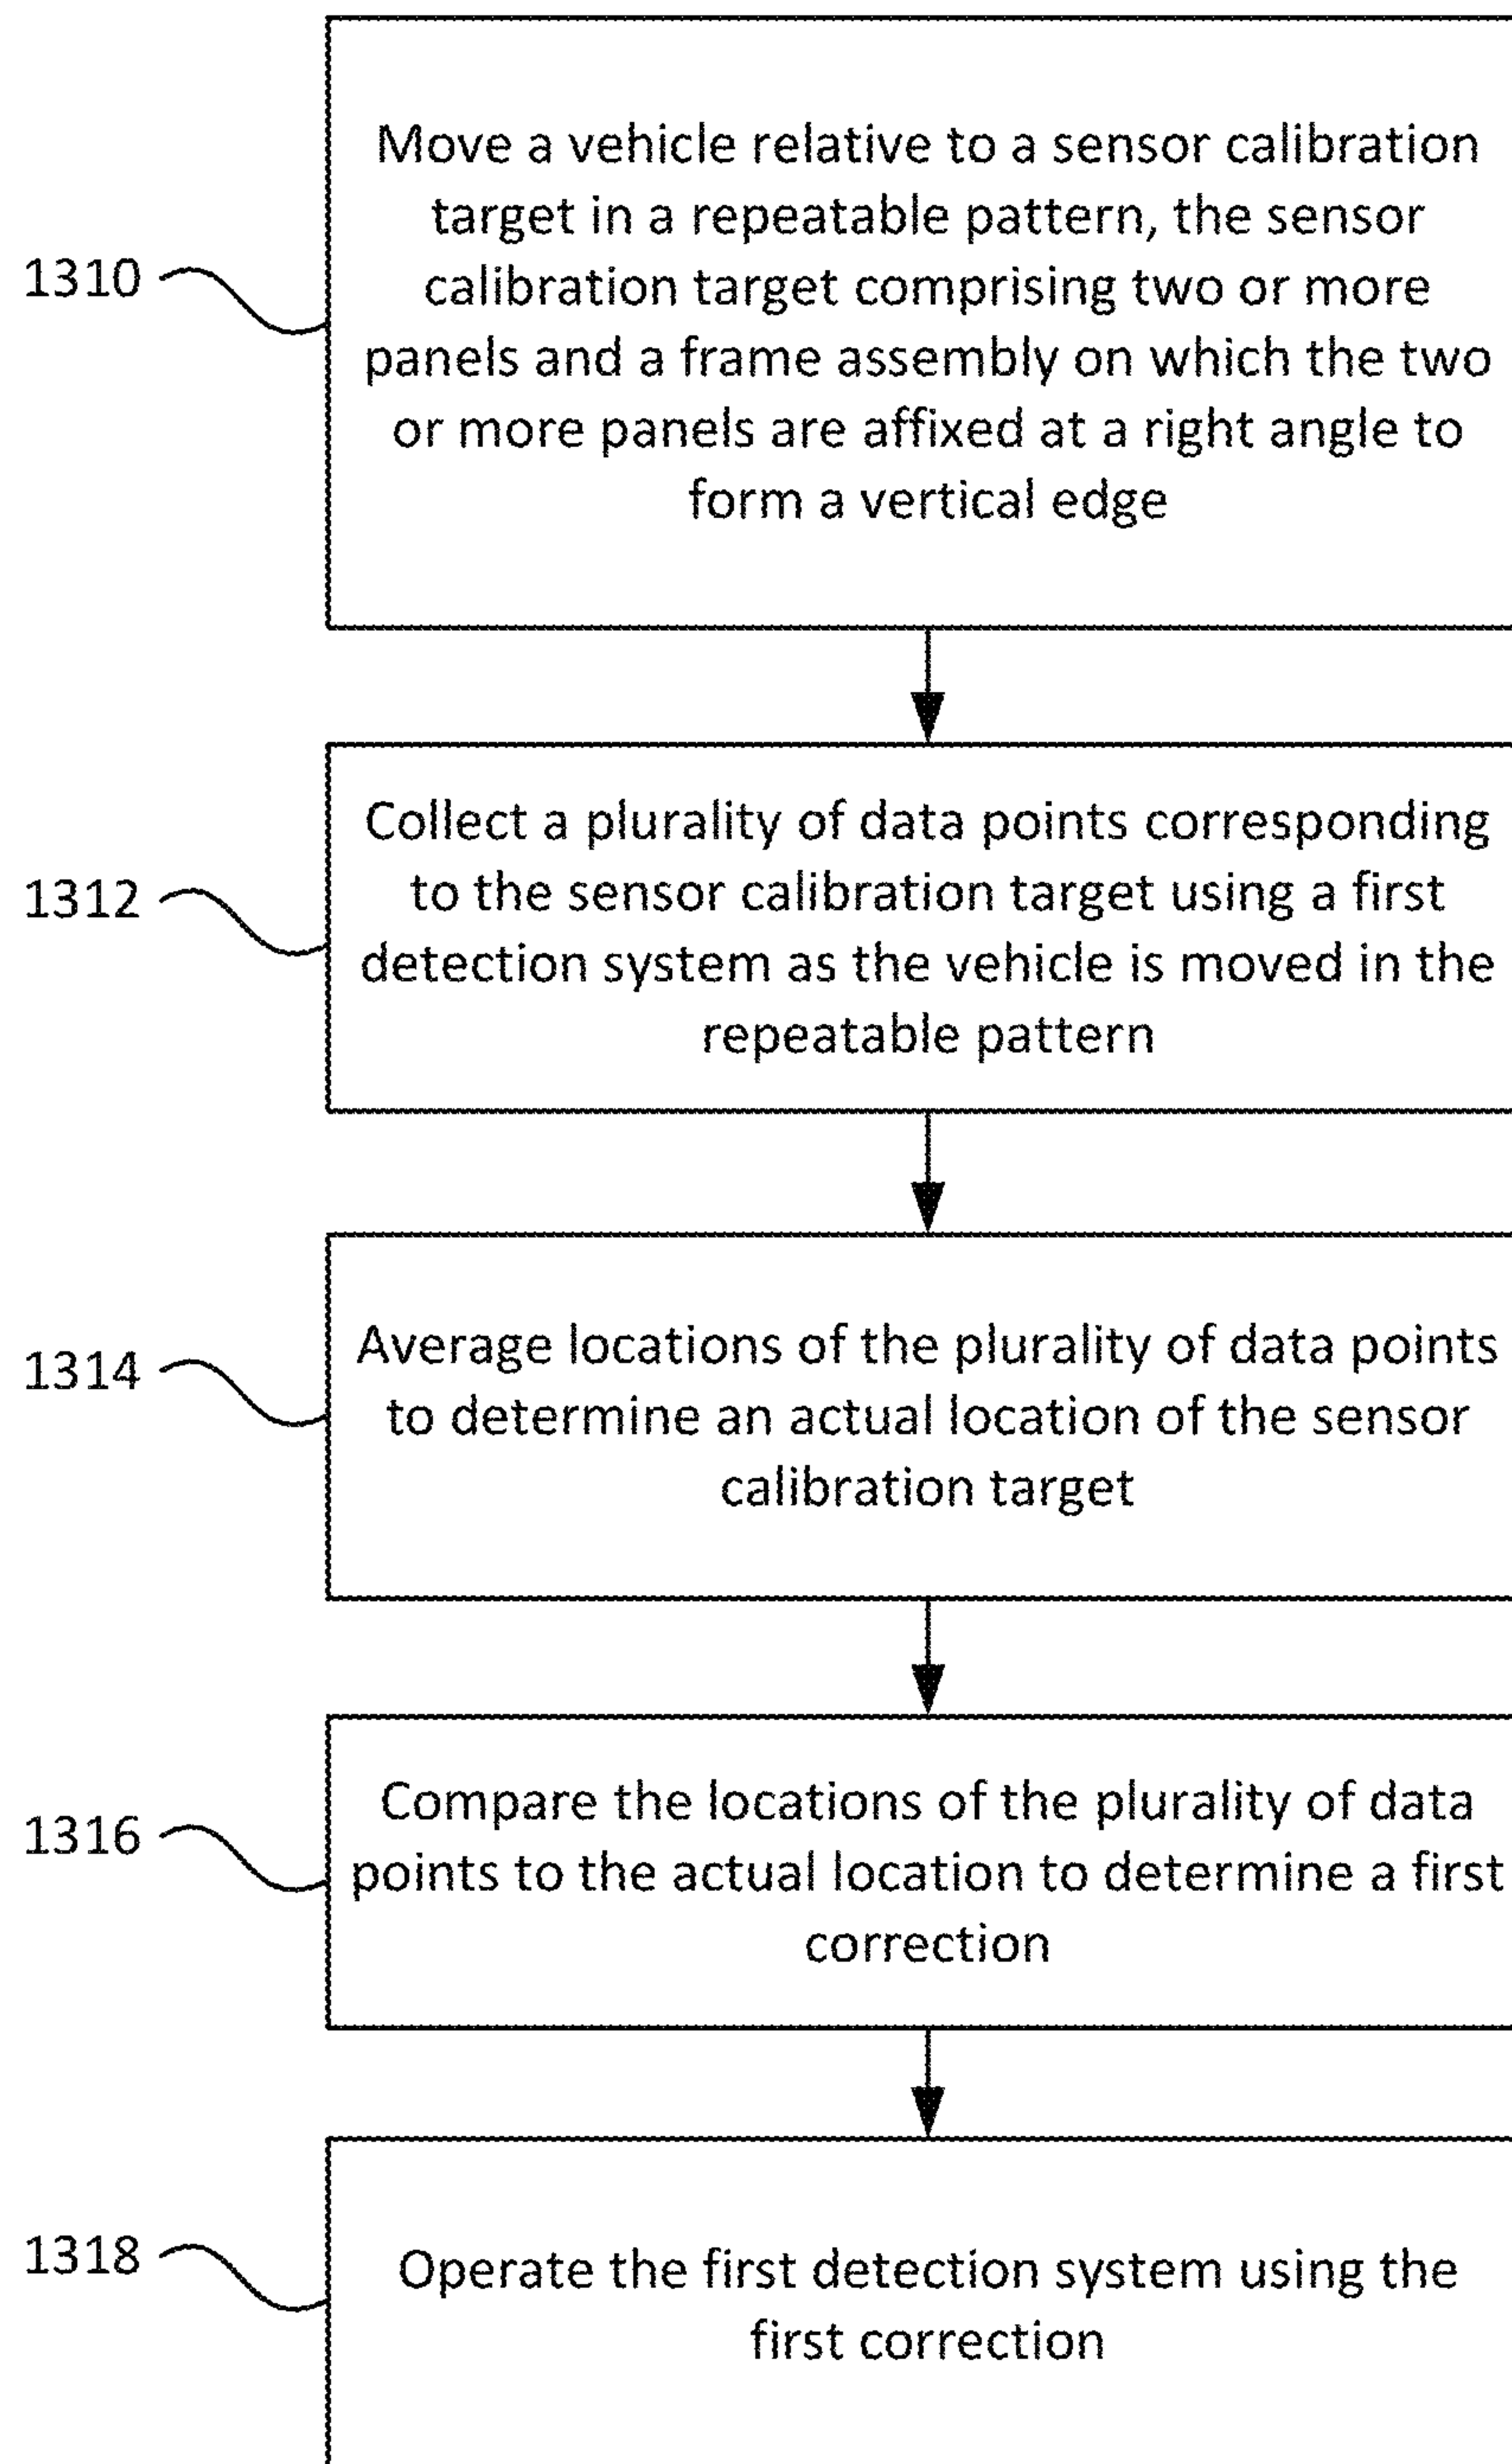 1310
Move a vehicle relative to a sensor calibration
target in a repeatable pattern, the sensor
calibration target comprising two or more
panels and a frame assembly on which the two
or more panels are affixed at a right angle to
form a vertical edge
1312
Collect a plurality of data points corresponding
to the sensor calibration target using a first
detection system as the vehicle is moved in the
repeatable pattern
1314
Average locations of the plurality of data points
to determine an actual location of the sensor
calibration target
1316
Compare the locations of the plurality of data
points to the actual location to determine a first
correction
1318
Operate the first detection system using the
first correction